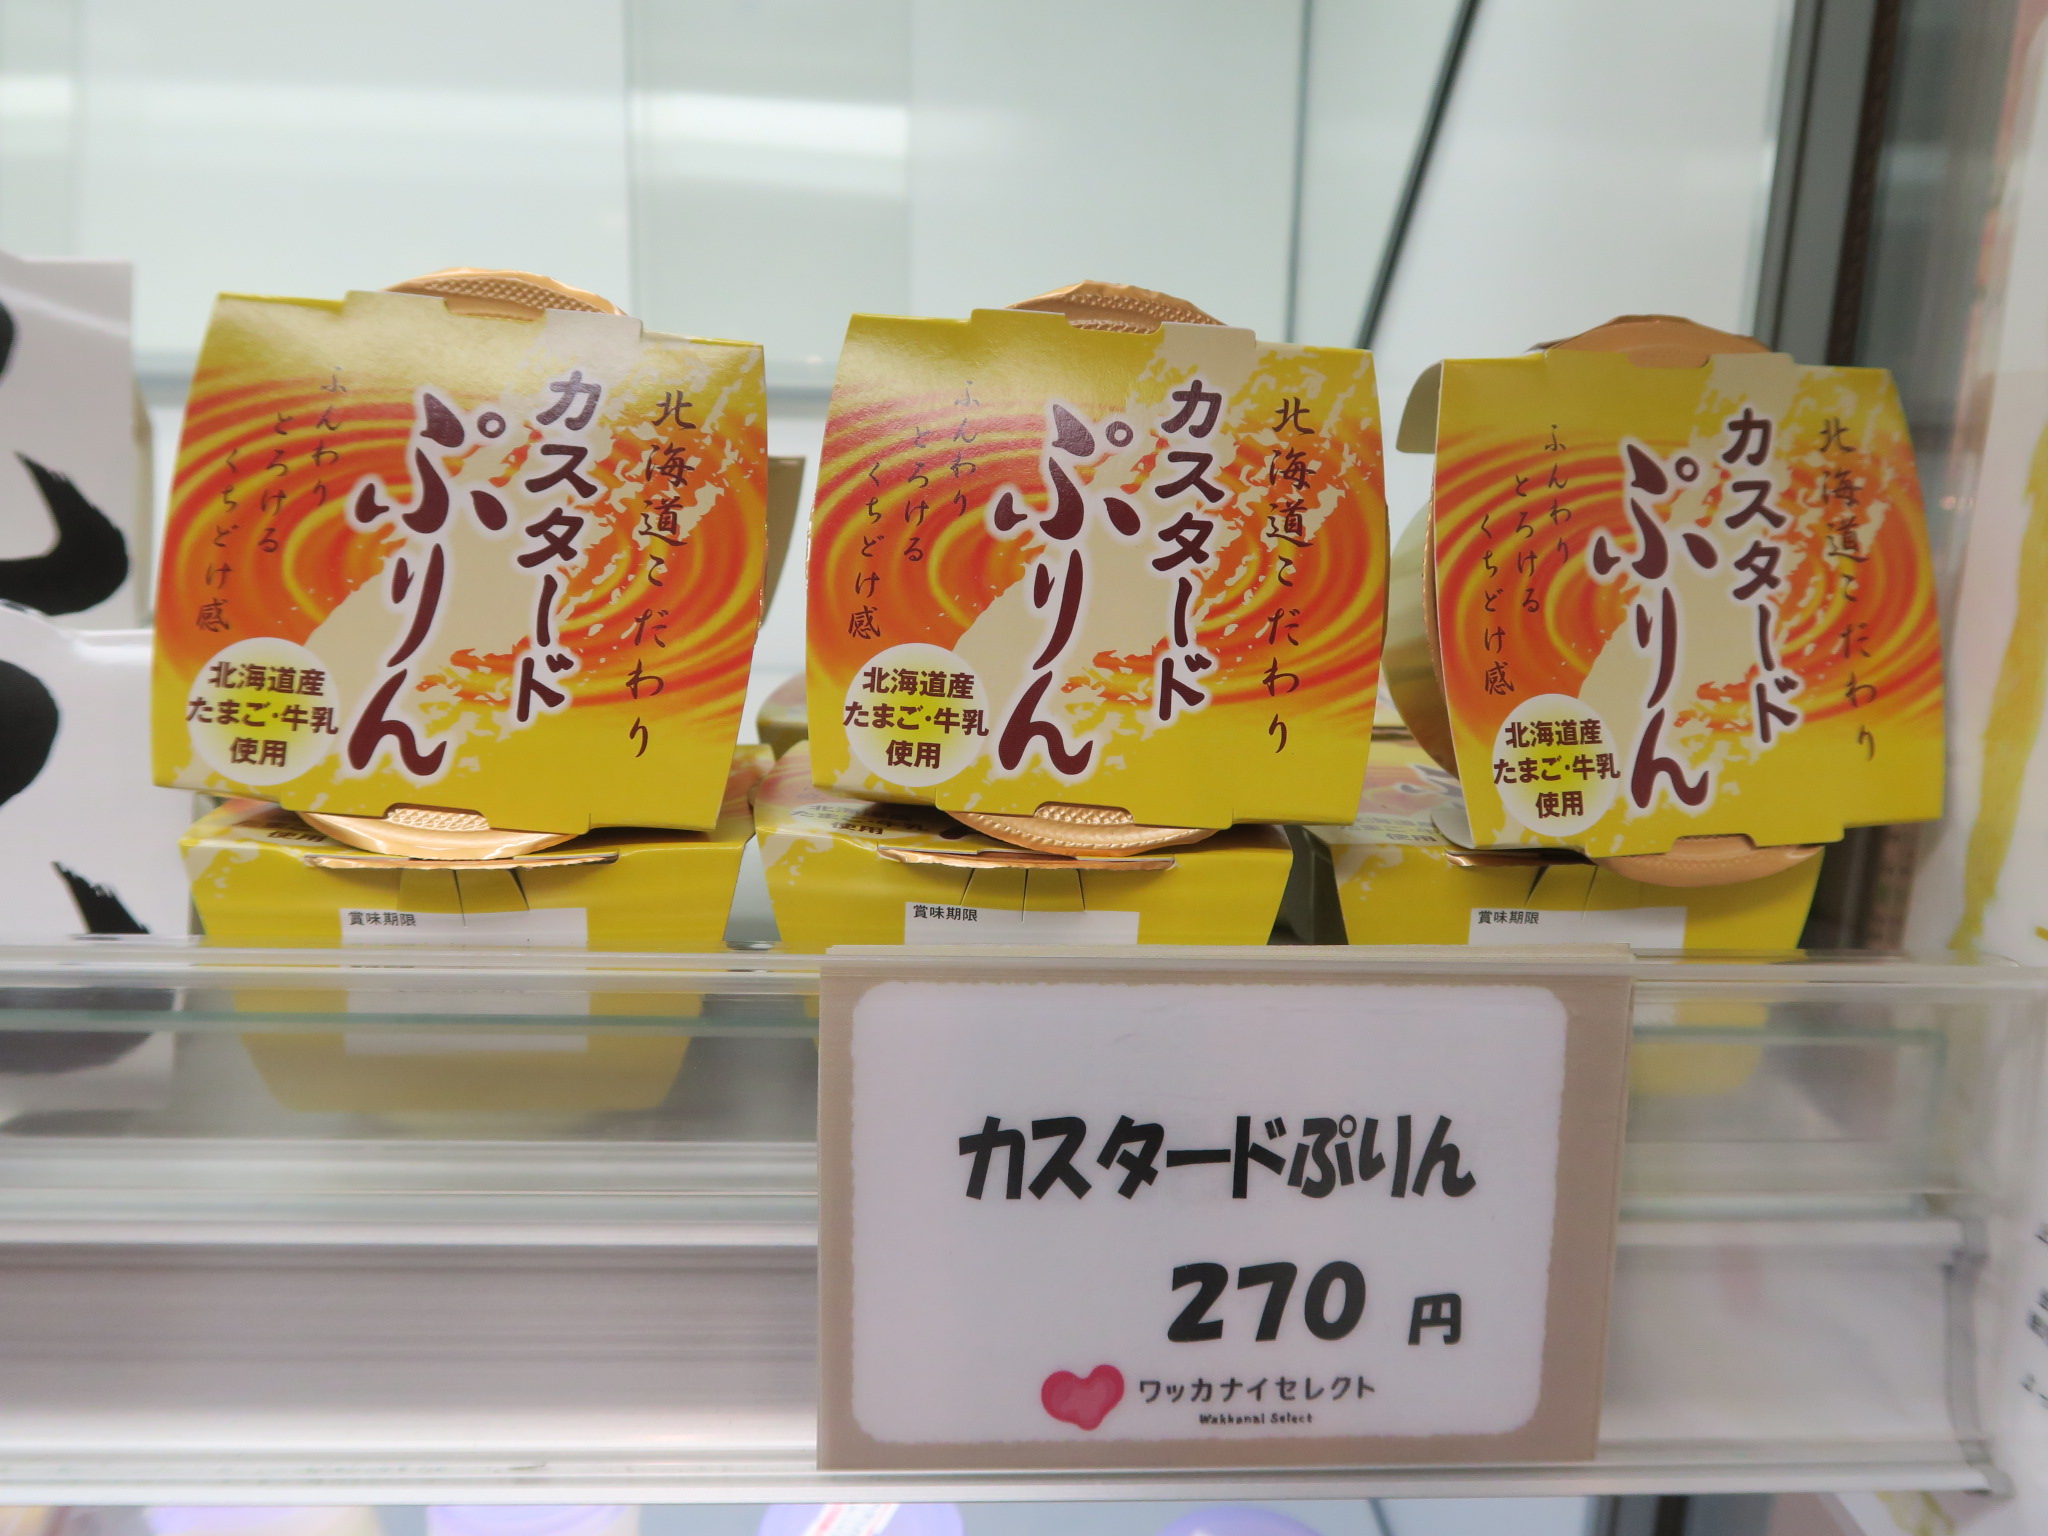 北海道こだわり
カスタード
ぷりん
ふんわり
とろける
くちどけ感
北海道産
たまご・牛乳
使用
北海道こだわり
カスタード
ぷりん
ふんわり
とろける
くちどけ感
北海道産
たまご・牛乳
使用
北海道こだわり
カスタード
ぷりん
ふんわり
とろける
くちどけ感
北海道産
たまご・牛乳
使用
賞味期限
賞味期限
賞味期限
カスタードぷりん
270 円
ワッカナイセレクト
Wakkanai Select